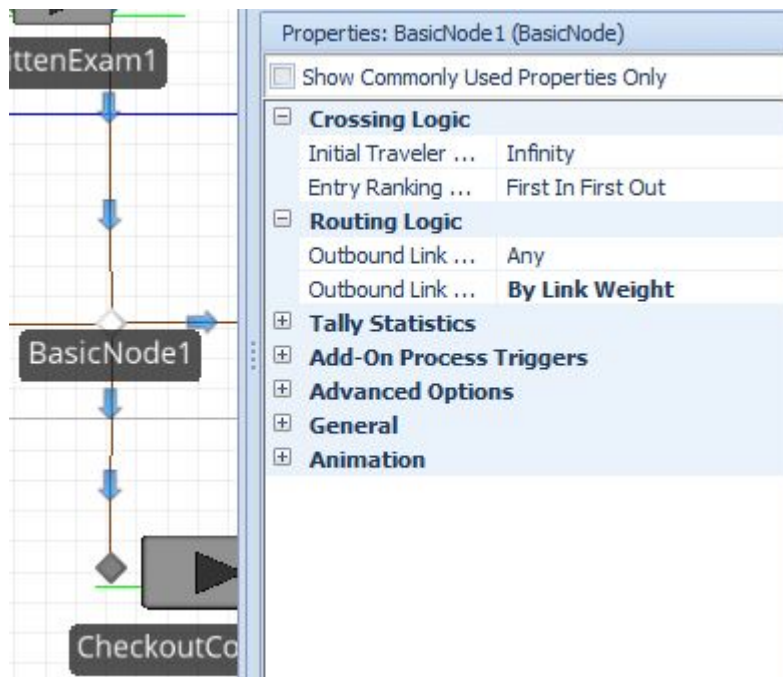 ittenExam1
BasicNode1
CheckoutCo
Properties: BasicNode1 (BasicNode)
Show Commonly Used Properties Only
Crossing Logic
Initial Traveler ... Infinity
Entry Ranking ... First In First Out
Routing Logic
Outbound Link ... Any
Outbound Link ... By Link Weight
Tally Statistics
Add-On Process Triggers
Advanced Options
General
Animation